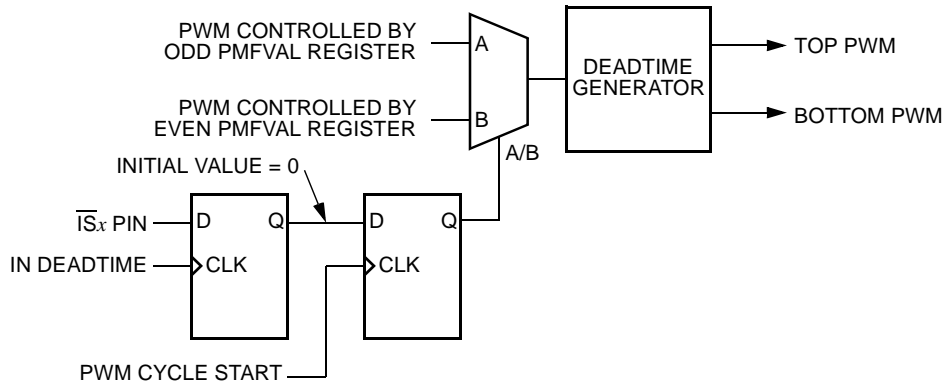 PWM CONTROLLED BY
ODD PMFVAL REGISTER
A
DEADTIME
GENERATOR
TOP PWM
PWM CONTROLLED BY
EVEN PMFVAL REGISTER
B
BOTTOM PWM
A/B
INITIAL VALUE = 0
I̅S̅x PIN
D
Q
D
Q
IN DEADTIME
CLK
CLK
PWM CYCLE START